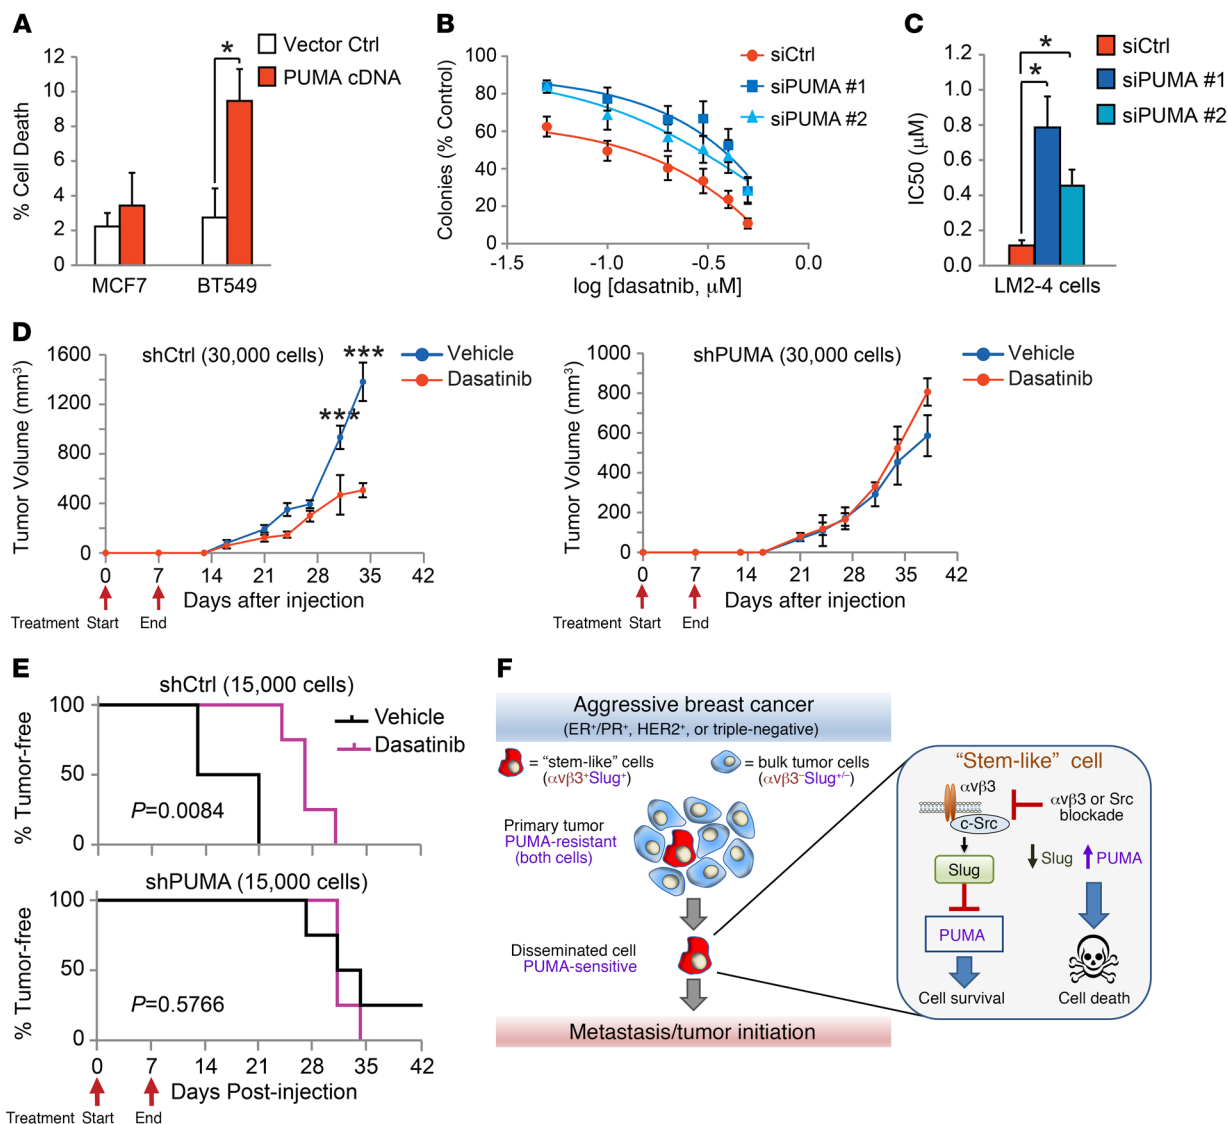 A
% Cell Death
12
10
8
6
4
2
0
MCF7
BT549
*
Vector Ctrl
PUMA cDNA
B
Colonies (% Control)
100
80
60
40
20
0
-1.5
-1.0
-0.5
0.0
log [dasatnib, μM]
siCtrl
siPUMA #1
siPUMA #2
C
IC50 (μM)
1.2
1.0
0.8
0.6
0.4
0.2
0.0
*
*
LM2-4 cells
siCtrl
siPUMA #1
siPUMA #2
D
shCtrl (30,000 cells)
Tumor Volume (mm³)
1600
1200
800
400
0
***
***
Vehicle
Dasatinib
0 7 14 21 28 35 42
Days after injection
Treatment Start End
shPUMA (30,000 cells)
Tumor Volume (mm³)
1000
800
600
400
200
0
Vehicle
Dasatinib
0 7 14 21 28 35 42
Days after injection
Treatment Start End
E
shCtrl (15,000 cells)
% Tumor-free
100
50
0
Vehicle
Dasatinib
P=0.0084
shPUMA (15,000 cells)
% Tumor-free
100
50
0
P=0.5766
0 7 14 21 28 35 42
Days Post-injection
Treatment Start End
F
Aggressive breast cancer
(ER⁺/PR⁺, HER2⁺, or triple-negative)
= “stem-like” cells
(αvβ3⁺Slug⁺)
= bulk tumor cells
(αvβ3⁻Slug⁺/⁻)
Primary tumor
PUMA-resistant
(both cells)
Disseminated cell
PUMA-sensitive
Metastasis/tumor initiation
“Stem-like” cell
αvβ3
c-Src
αvβ3 or Src
blockade
Slug
Slug PUMA
PUMA
Cell survival
Cell death